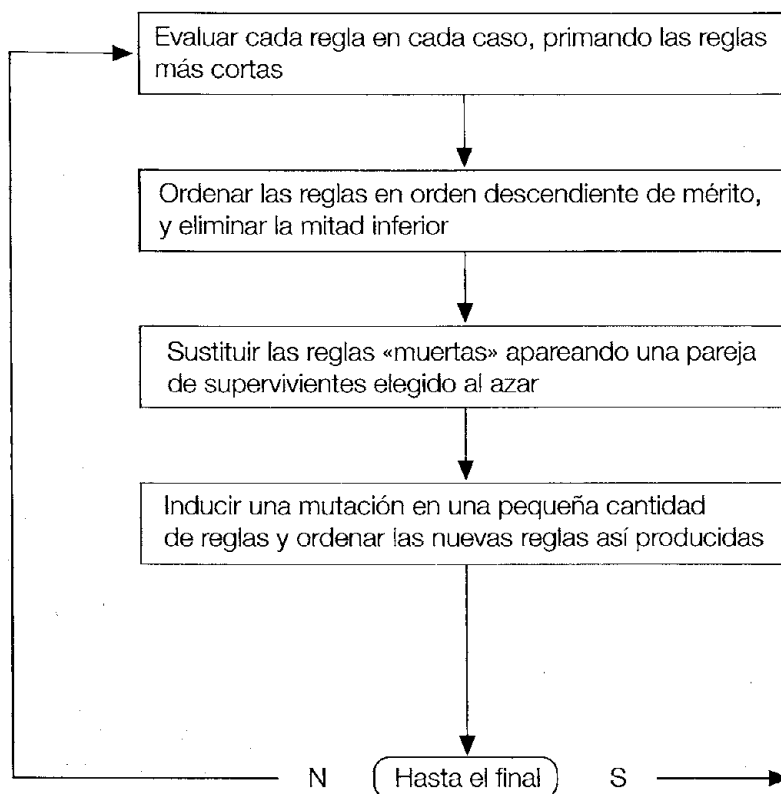 Evaluar cada regla en cada caso, primando las reglas
más cortas
Ordenar las reglas en orden descendiente de mérito,
y eliminar la mitad inferior
Sustituir las reglas «muertas» apareando una pareja
de supervivientes elegido al azar
Inducir una mutación en una pequeña cantidad
de reglas y ordenar las nuevas reglas así producidas
N Hasta el final S